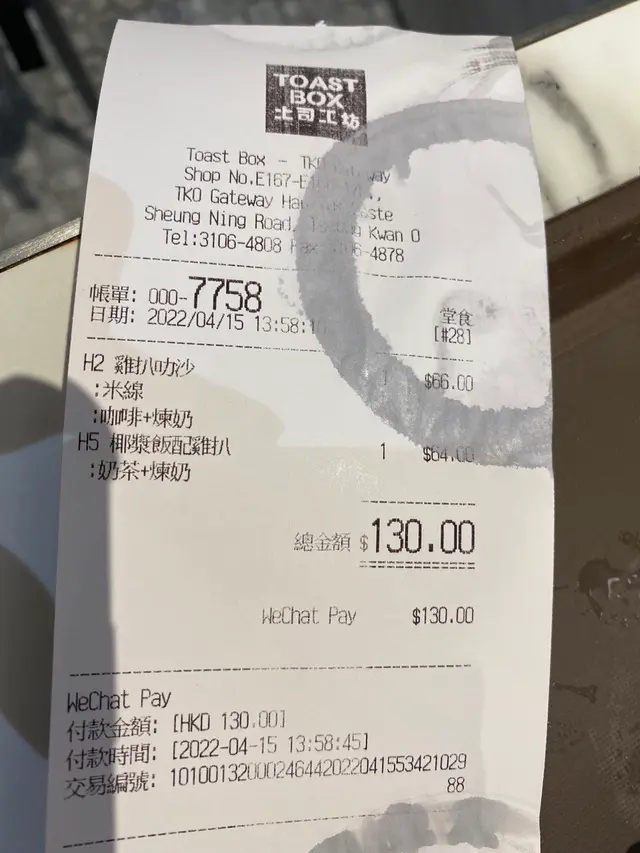 TOAST
BOX
土司工坊
Toast Box - TKO Gateway
Shop No.E167-E1
TKO Gateway
Sheung Ning Road, Kwan O
Tel:3106-4808 -4878
帳單: 000-7758
堂食
日期: 2022/04/15 13:58:
[#28]
H2 雞扒叻沙 1 $66.00
:米線
:咖啡+煉奶
H5 椰漿飯配雞扒 1 $64.00
:奶茶+煉奶
總金額 $130.00
WeChat Pay $130.00
WeChat Pay
付款金額: [HKD 130.00]
付款時間: [2022-04-15 13:58:45]
交易編號: 10100132000246442022041553421029
88